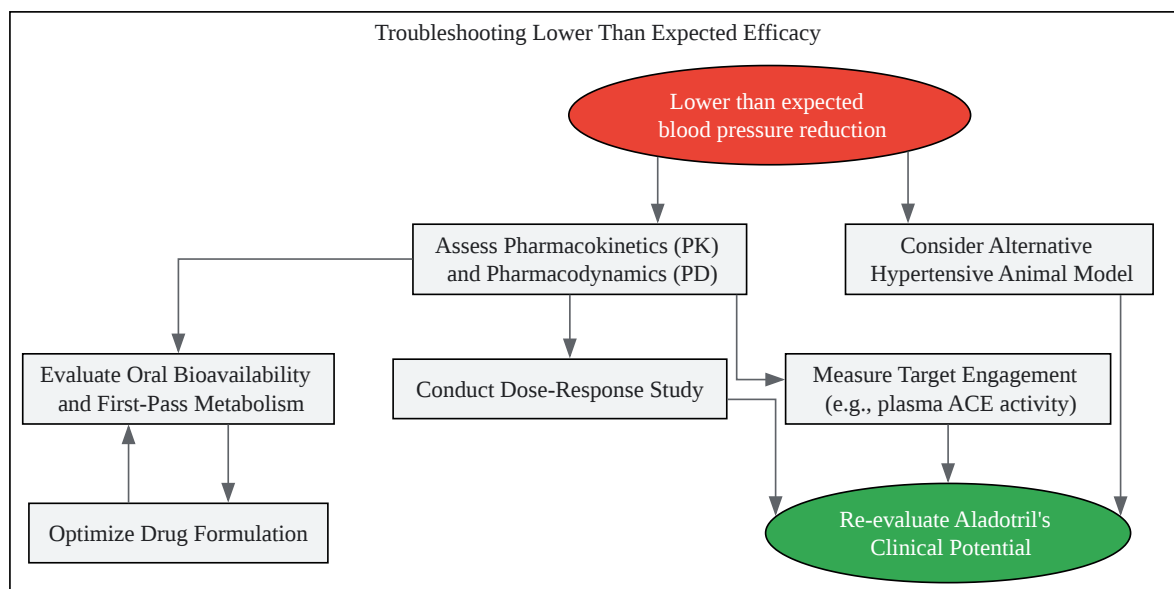 Troubleshooting Lower Than Expected Efficacy
Lower than expected
blood pressure reduction
Assess Pharmacokinetics (PK)
and Pharmacodynamics (PD)
Consider Alternative
Hypertensive Animal Model
Evaluate Oral Bioavailability
and First-Pass Metabolism
Conduct Dose-Response Study
Measure Target Engagement
(e.g., plasma ACE activity)
Optimize Drug Formulation
Re-evaluate Aladotril's
Clinical Potential